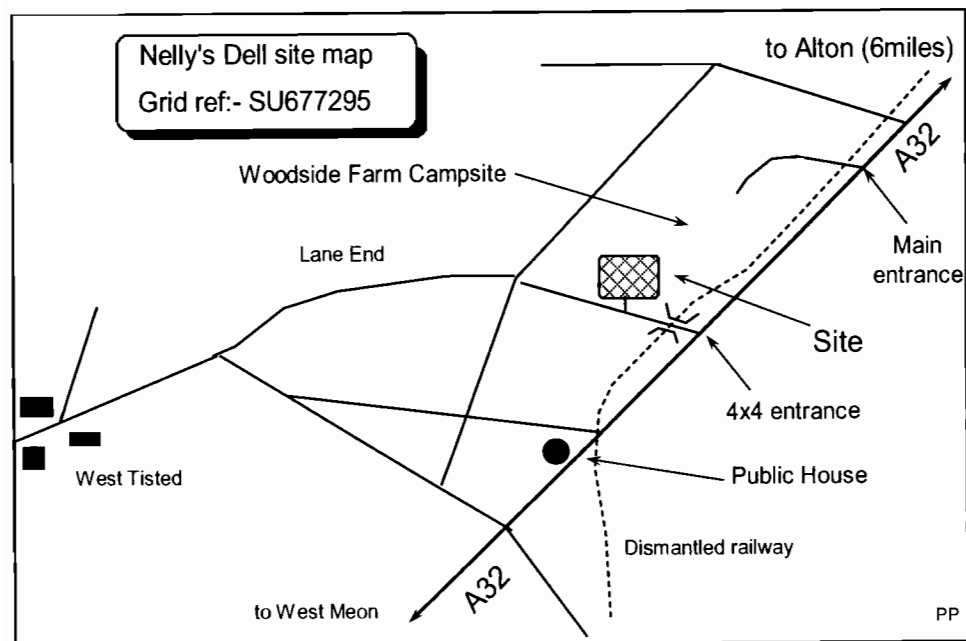 Nelly's Dell site map
Grid ref:- SU677295
to Alton (6miles)
A32
Woodside Farm Campsite
Main
entrance
Lane End
Site
4x4 entrance
West Tisted
Public House
Dismantled railway
A32
to West Meon
PP